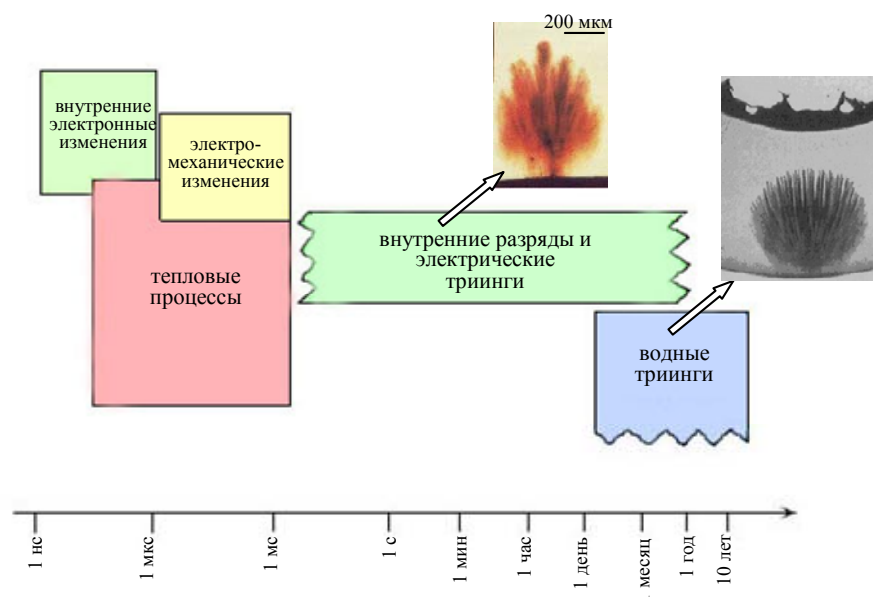 200 мкм
внутренние
электронные
изменения
электро-
механические
изменения
внутренние разряды и
электрические
триинги
тепловые
процессы
водные
триинги
1 нс
1 мкс
1 мс
1 с
1 мин
1 час
1 день
месяц
1 год
10 лет